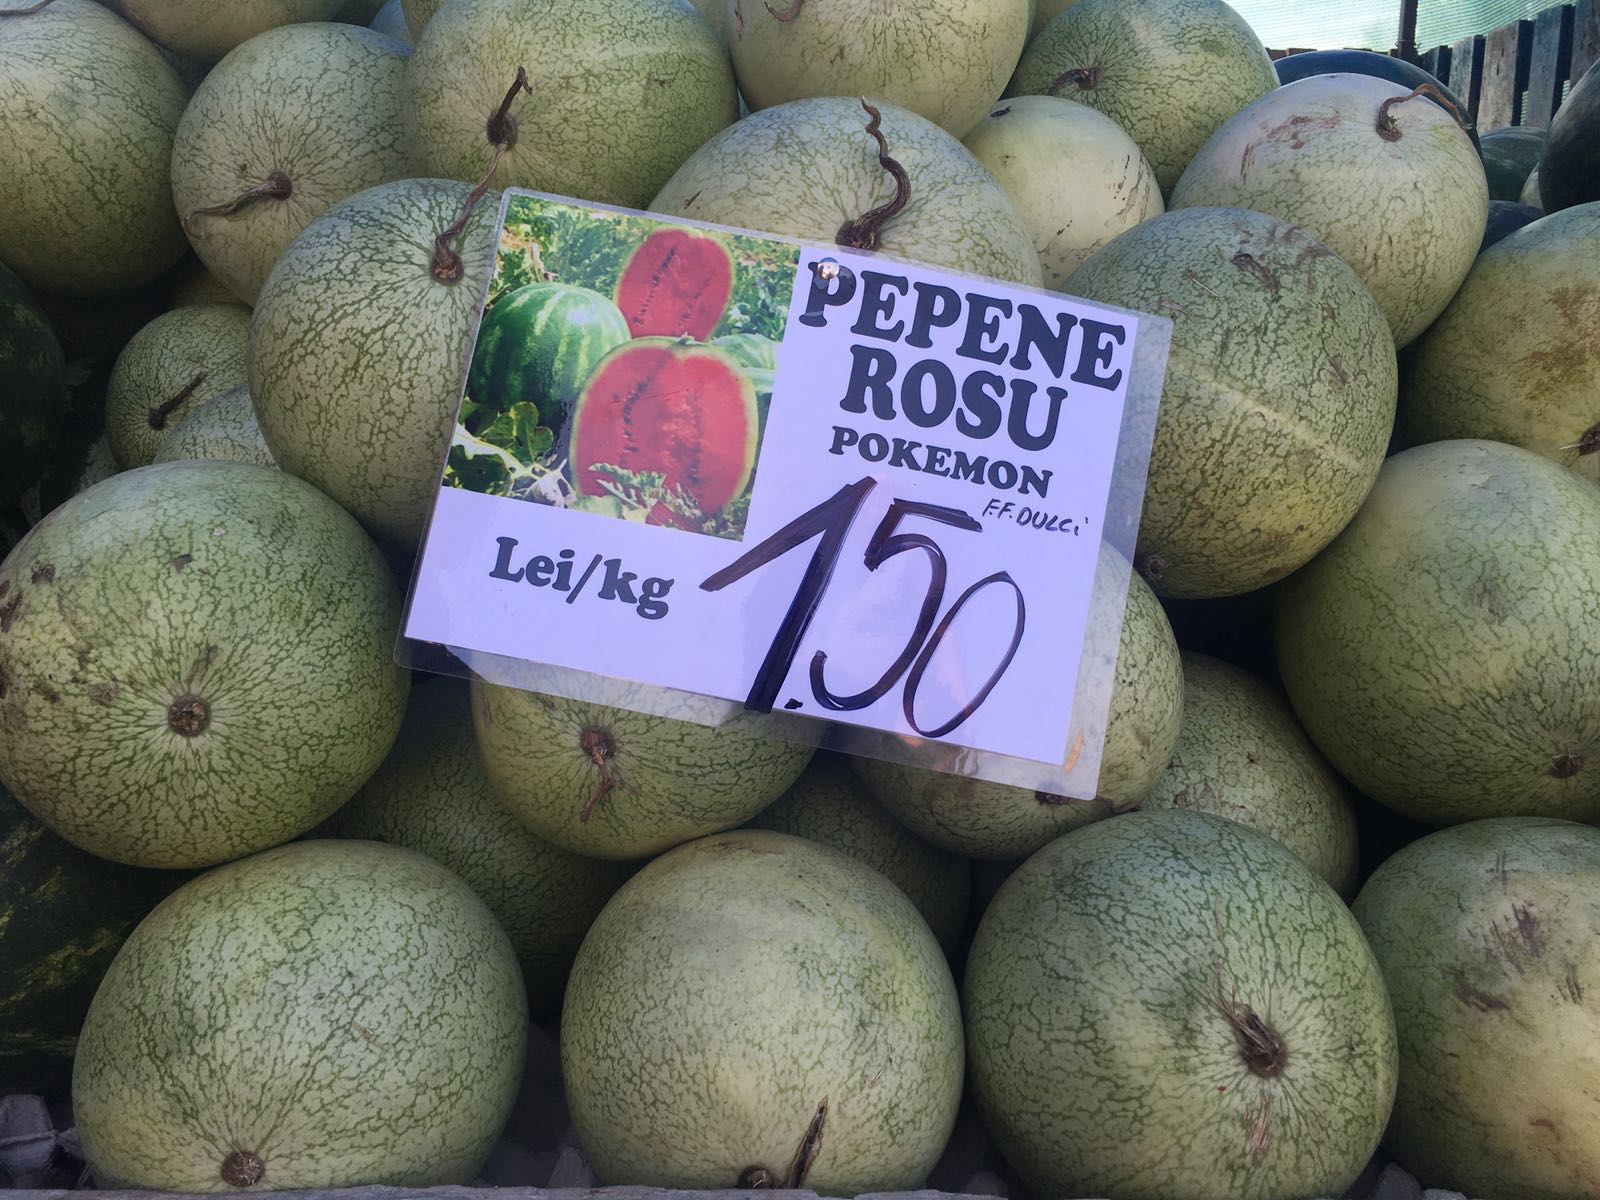 PEPENE
ROSU
POKEMON
F.F. DULCi
1.50
Lei/kg